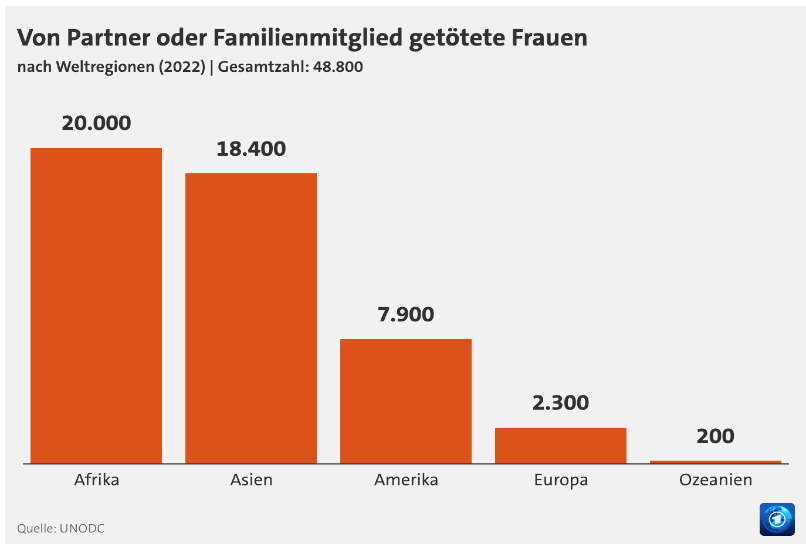 Von Partner oder Familienmitglied getötete Frauen
nach Weltregionen (2022) | Gesamtzahl: 48.800
20.000
18.400
7.900
2.300
200
Afrika
Asien
Amerika
Europa
Ozeanien
Quelle: UNODC